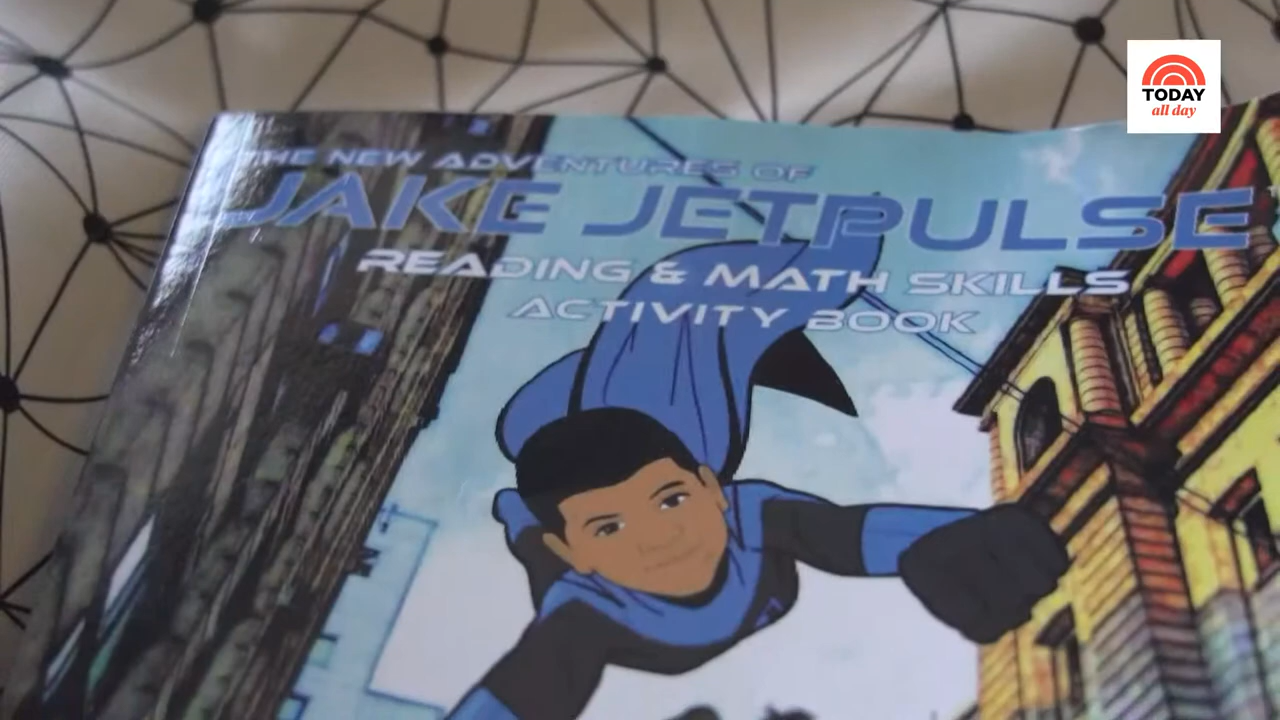 THE NEW ADVENTURES OF
JAKE JETPULSE
READING & MATH SKILLS
ACTIVITY BOOK
TODAY
all day